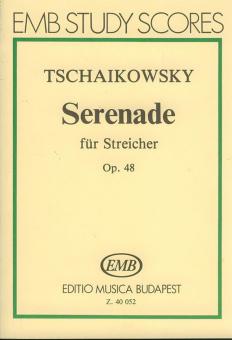 EMB STUDY SCORES
TSCHAIKOWSKY
Serenade
für Streicher
Op. 48
EMB
EDITIO MUSICA BUDAPEST
Z. 40 052